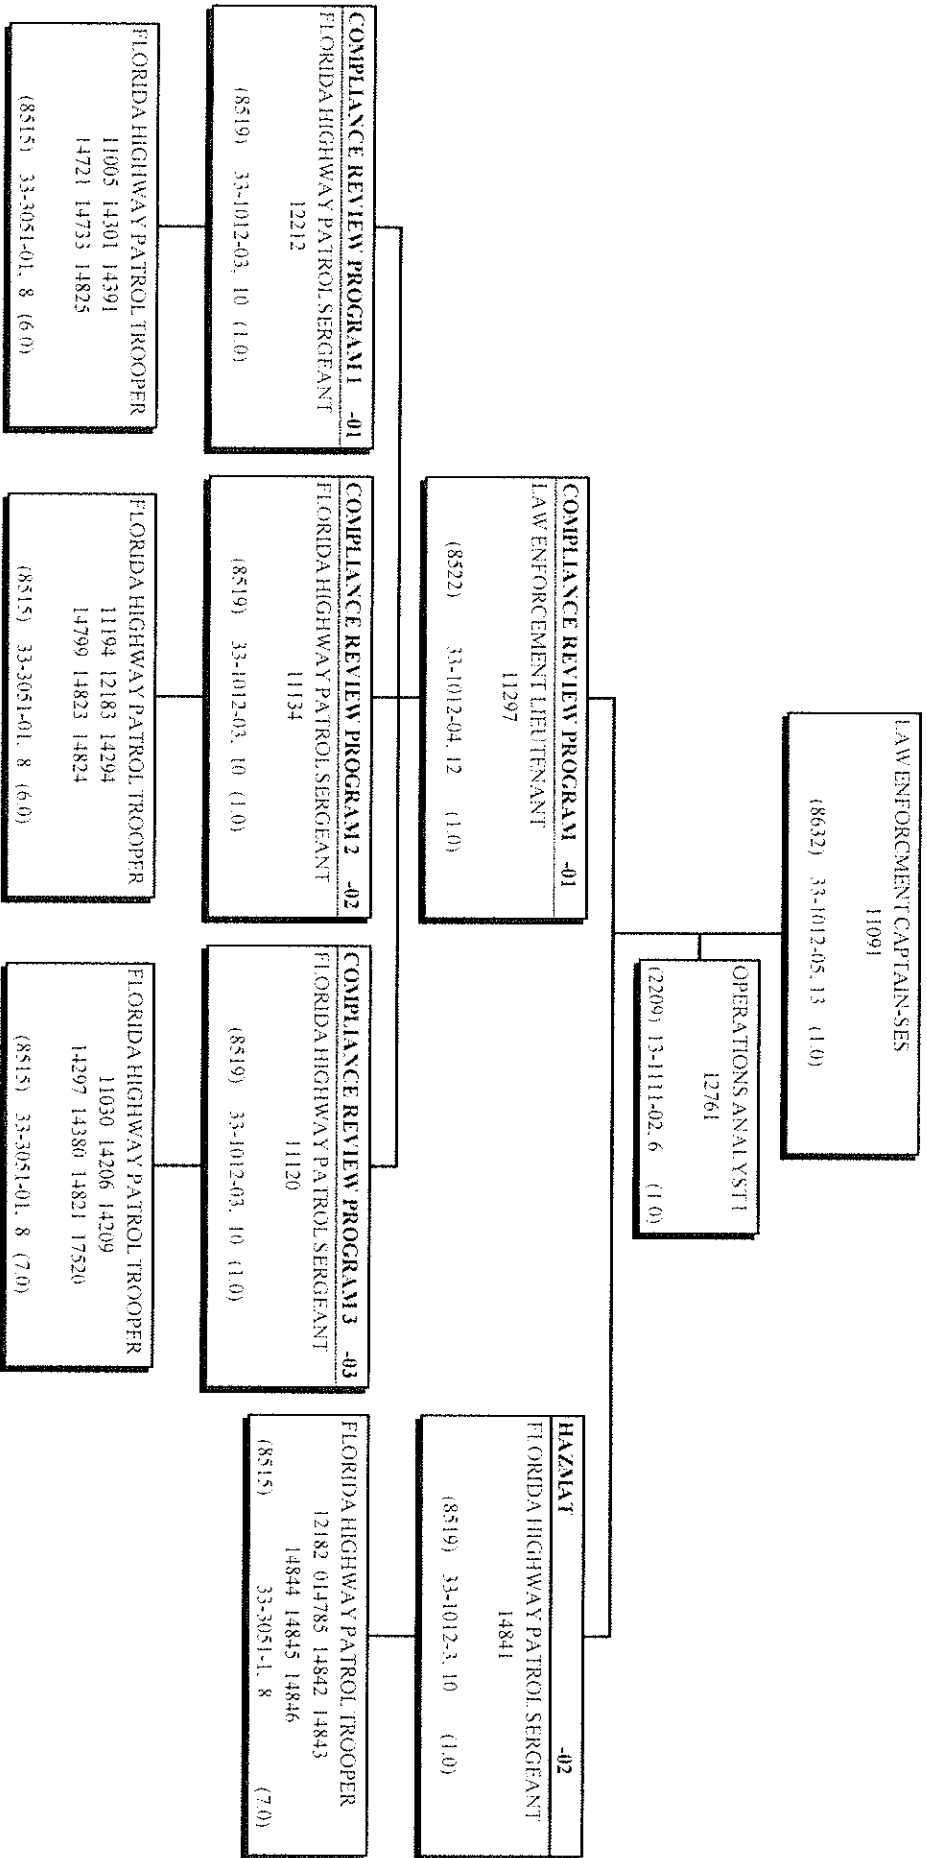 LAW ENFORCMENT CAPTAIN-SES
11091
(8632) 33-1012-05, 13 (1.0)
OPERATIONS ANALYST I
12761
(2209) 13-1111-02, 6 (1.0)
COMPLIANCE REVIEW PROGRAM -01
LAW ENFORCEMENT LIEUTENANT
11297
(8522) 33-1012-04, 12 (1.0)
HAZMAT -02
FLORIDA HIGHWAY PATROL SERGEANT
14841
(8519) 33-1012-3, 10 (1.0)
COMPLIANCE REVIEW PROGRAM 1 -01
FLORIDA HIGHWAY PATROL SERGEANT
12212
(8519) 33-1012-03, 10 (1.0)
COMPLIANCE REVIEW PROGRAM 2 -02
FLORIDA HIGHWAY PATROL SERGEANT
11134
(8519) 33-1012-03, 10 (1.0)
COMPLIANCE REVIEW PROGRAM 3 -03
FLORIDA HIGHWAY PATROL SERGEANT
11120
(8519) 33-1012-03, 10 (1.0)
FLORIDA HIGHWAY PATROL TROOPER
12182 014785 14842 14843
14844 14845 14846
(8515) 33-3051-1, 8 (7.0)
FLORIDA HIGHWAY PATROL TROOPER
11005 14301 14391
14721 14733 14825
(8515) 33-3051-01, 8 (6.0)
FLORIDA HIGHWAY PATROL TROOPER
11194 12183 14294
14799 14823 14824
(8515) 33-3051-01, 8 (6.0)
FLORIDA HIGHWAY PATROL TROOPER
11030 14206 14209
14297 14380 14821 17520
(8515) 33-3051-01, 8 (7.0)